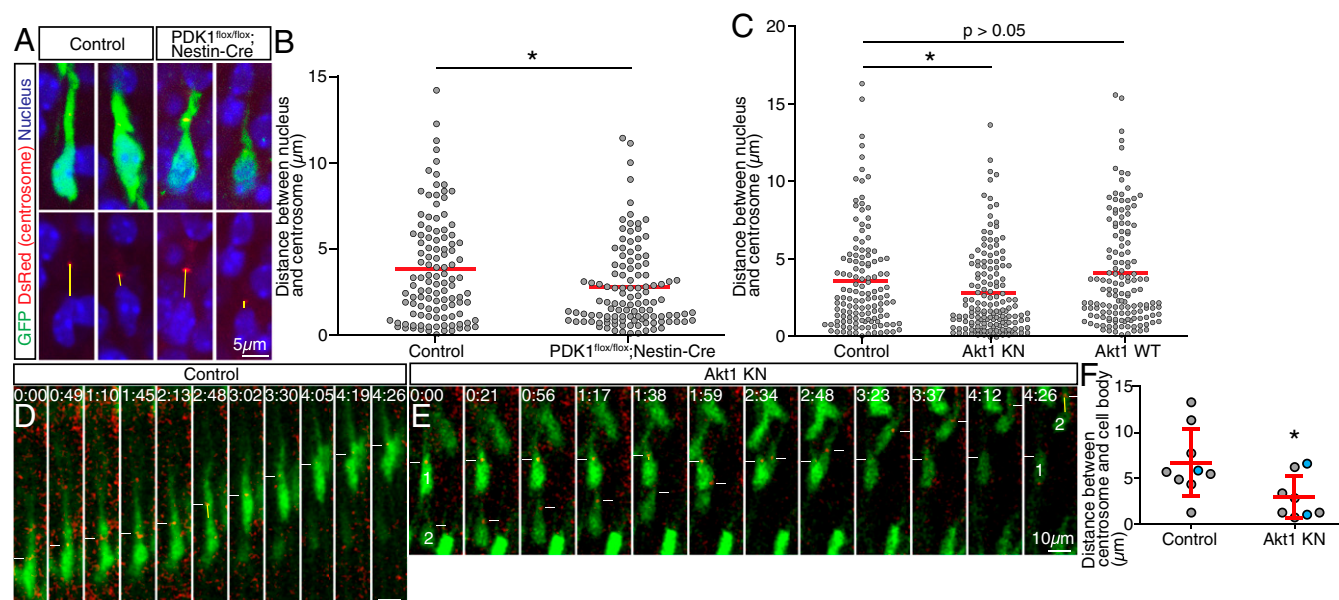 A
Control
PDK1flox/flox;
Nestin-Cre
GFP DsRed (centrosome) Nucleus
5µm
B
Distance between nucleus
and centrosome (µm)
15
10
5
0
*
Control
PDK1flox/flox;Nestin-Cre
C
Distance between nucleus
and centrosome (µm)
20
15
10
5
0
p > 0.05
*
Control
Akt1 KN
Akt1 WT
Control
D
0:00 0:49 1:10 1:45 2:13 2:48 3:02 3:30 4:05 4:19 4:26
Akt1 KN
E
0:00 0:21 0:56 1:17 1:38 1:59 2:34 2:48 3:23 3:37 4:12 4:26
1
2
2
1
10µm
F
Distance between
centrosome and cell body
(µm)
15
10
5
0
*
Control
Akt1 KN